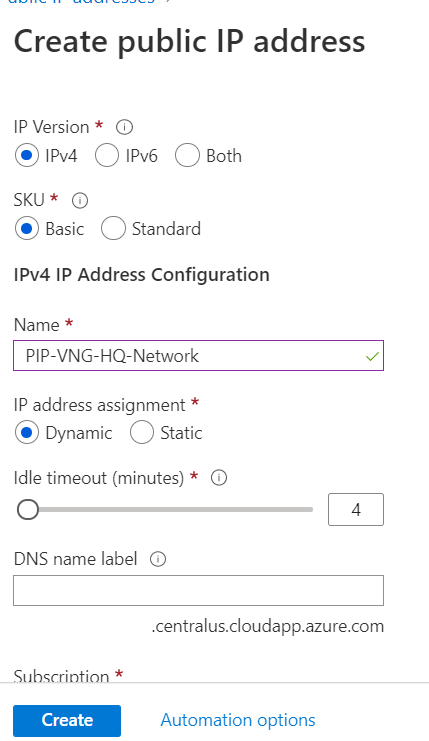 Create public IP address
IP Version *
IPv4 IPv6 Both
SKU *
Basic Standard
IPv4 IP Address Configuration
Name *
PIP-VNG-HQ-Network
IP address assignment *
Dynamic Static
Idle timeout (minutes) *
4
DNS name label
.centralus.cloudapp.azure.com
Subscription *
Create Automation options